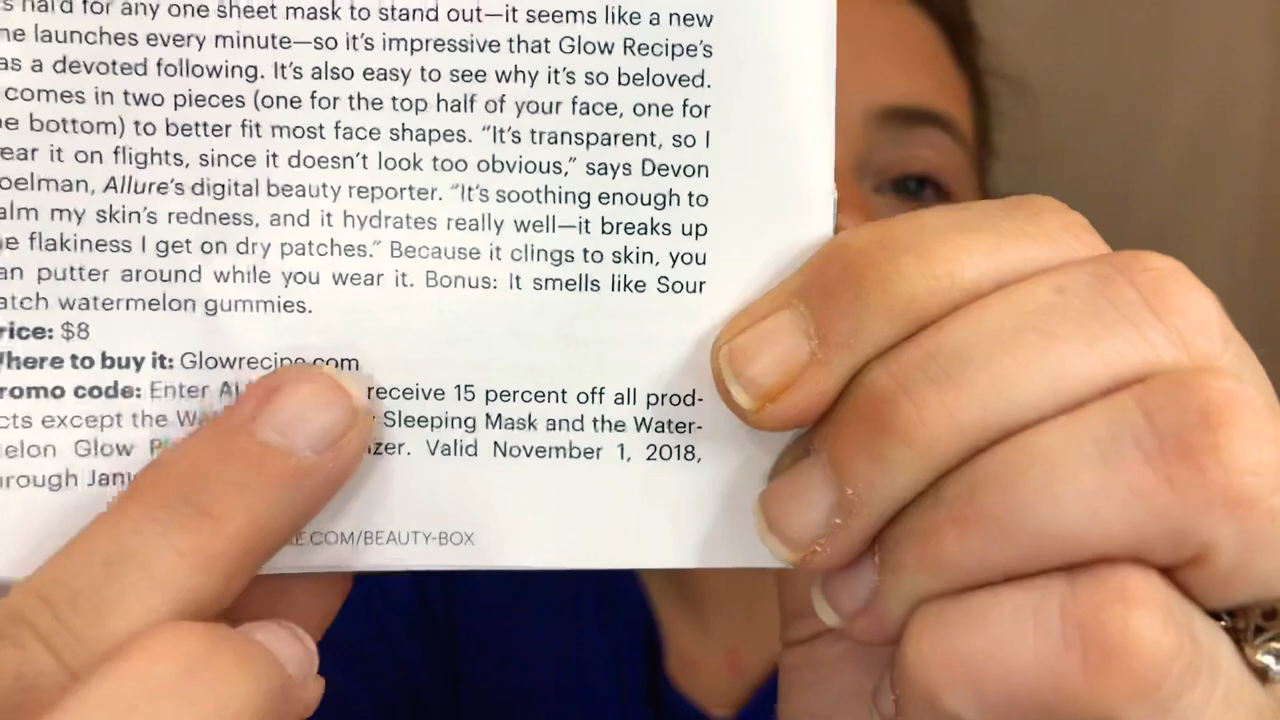 s hard for any one sheet mask to stand out—it seems like a new
ne launches every minute—so it's impressive that Glow Recipe's
as a devoted following. It's also easy to see why it's so beloved.
comes in two pieces (one for the top half of your face, one for
ne bottom) to better fit most face shapes. “It's transparent, so I
ear it on flights, since it doesn't look too obvious,” says Devon
belman, Allure's digital beauty reporter. “It's soothing enough to
alm my skin's redness, and it hydrates really well—it breaks up
e flakiness I get on dry patches.” Because it clings to skin, you
an putter around while you wear it. Bonus: It smells like Sour
atch watermelon gummies.
rice: $8
here to buy it: Glowrecipe.com
romo code: Enter receive 15 percent off all prod-
cts except the Sleeping Mask and the Water-
elon Glow izer. Valid November 1, 2018,
rough
.COM/BEAUTY-BOX